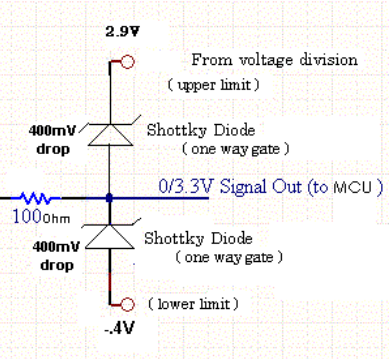 2.9V
From voltage division
( upper limit )
400mV
drop
Shottky Diode
( one way gate )
0/3.3V Signal Out (to MCU )
100ohm
400mV
drop
Shottky Diode
( one way gate )
( lower limit )
-.4V